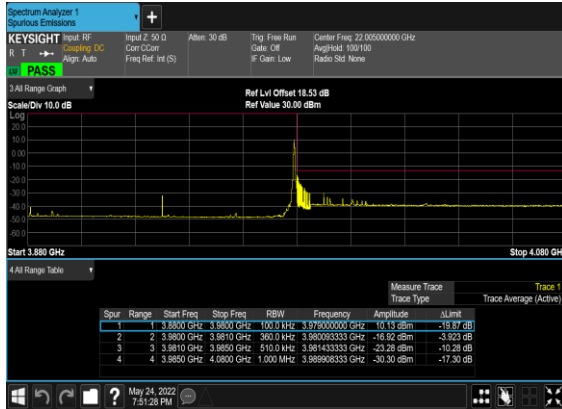 Spectrum Analyzer 1
Spurious Emissions
KEYSIGHT Input: RF Input Z: 50 Ω Atten: 30 dB Trig: Free Run Center Freq: 22.005000000 GHz
R T Coupling: DC Corr CCorr Gate: Off Avg|Hold: 100/100
Align: Auto Freq Ref: Int (S) IF Gain: Low Radio Std: None
LXI PASS
3 All Range Graph
Ref Lvl Offset 18.53 dB
Scale/Div 10.0 dB Ref Value 30.00 dBm
Log
20.0
10.0
0.00
-10.0
-20.0
-30.0
-40.0
-50.0
-60.0
Start 3.880 GHz Stop 4.080 GH
4 All Range Table
Measure Trace Trace 1
Trace Type Trace Average (Active)
Spur Range Start Freq Stop Freq RBW Frequency Amplitude ΔLimit
1 1 3.8800 GHz 3.9800 GHz 100.0 kHz 3.979000000 GHz 10.13 dBm -19.87 dB
2 2 3.9800 GHz 3.9810 GHz 360.0 kHz 3.980093333 GHz -16.92 dBm -3.923 dB
3 3 3.9810 GHz 3.9850 GHz 510.0 kHz 3.981433333 GHz -23.28 dBm -10.28 dB
4 4 3.9850 GHz 4.0800 GHz 1.000 MHz 3.989908333 GHz -30.30 dBm -17.30 dB
May 24, 2022
7:51:28 PM